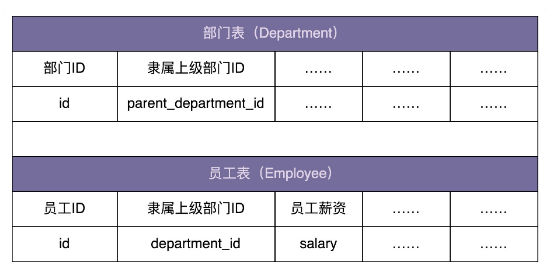 部门表（Department）
部门ID 隶属上级部门ID …… …… ……
id parent_department_id …… …… ……
员工表（Employee）
员工ID 隶属上级部门ID 员工薪资 …… ……
id department_id salary …… ……